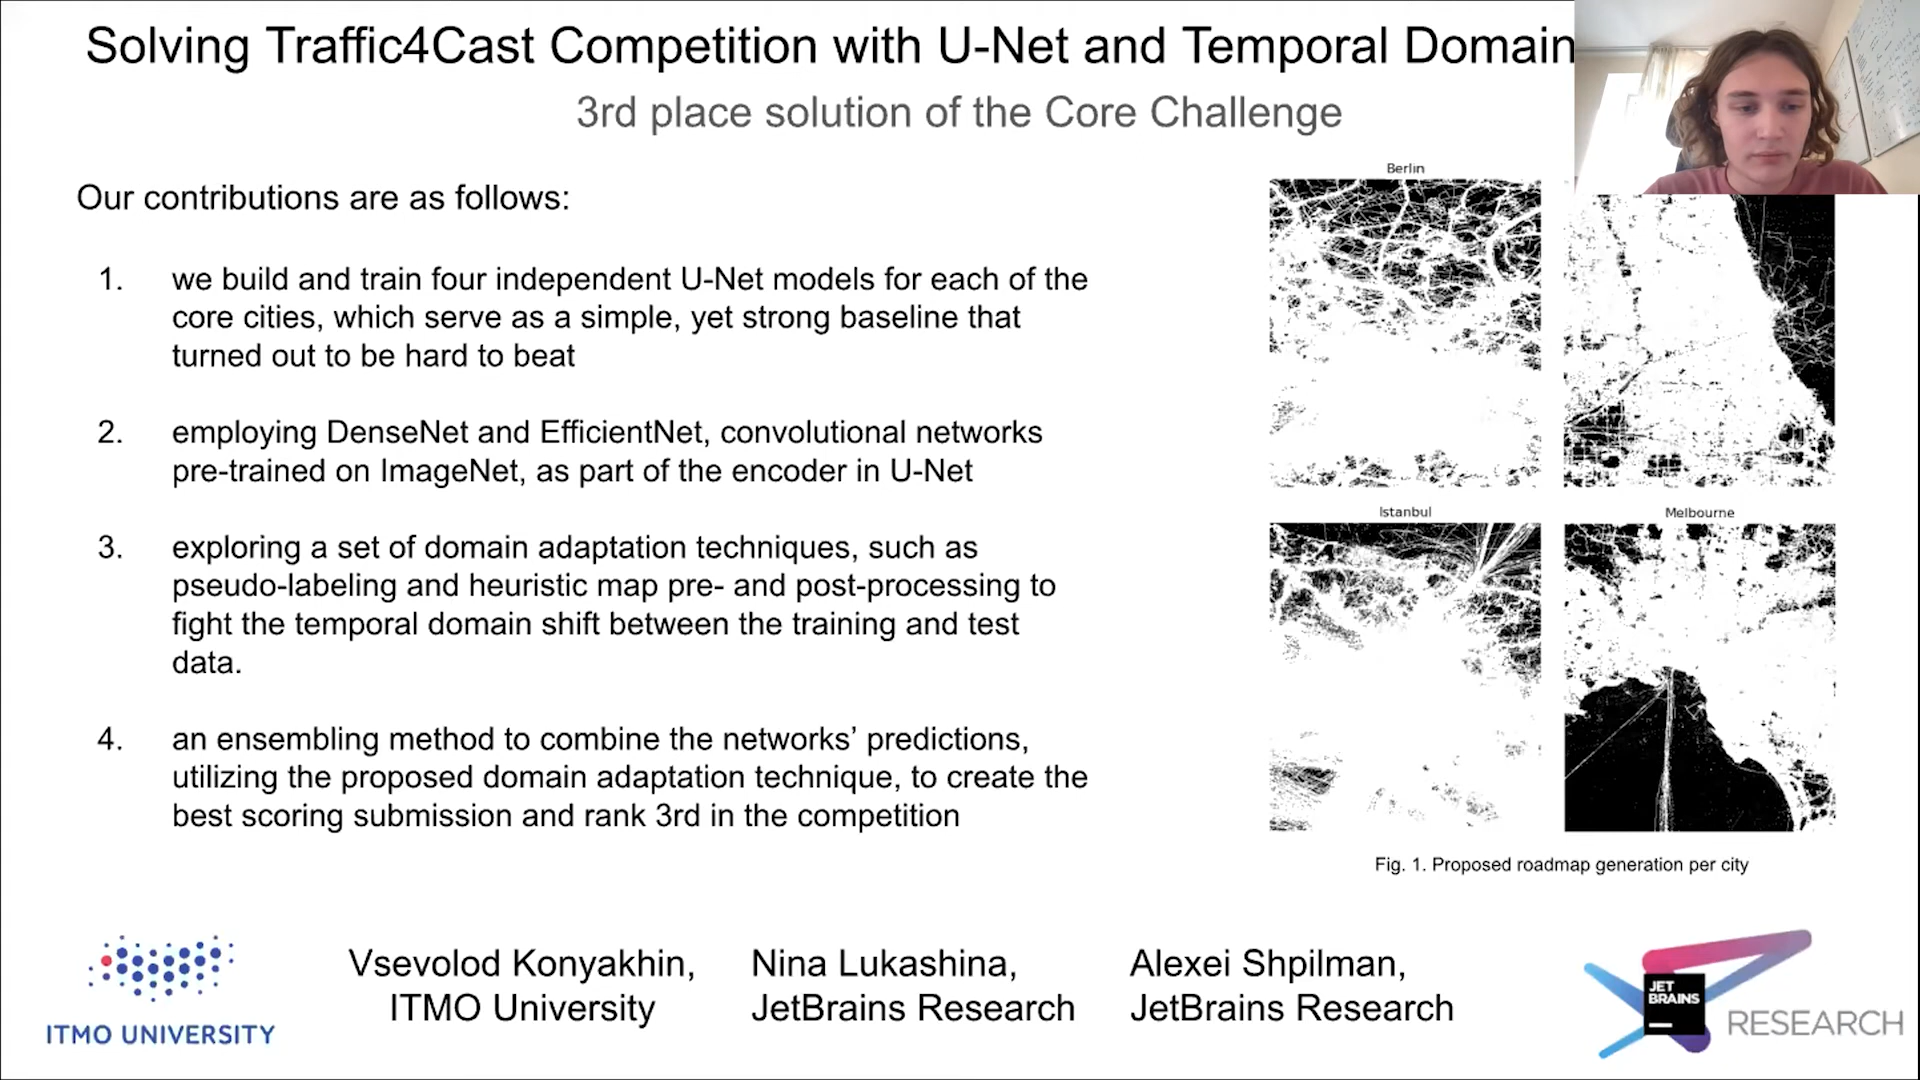 Solving Traffic4Cast Competition with U-Net and Temporal Domain
3rd place solution of the Core Challenge
Our contributions are as follows:
1. we build and train four independent U-Net models for each of the
core cities, which serve as a simple, yet strong baseline that
turned out to be hard to beat
2. employing DenseNet and EfficientNet, convolutional networks
pre-trained on ImageNet, as part of the encoder in U-Net
3. exploring a set of domain adaptation techniques, such as
pseudo-labeling and heuristic map pre- and post-processing to
fight the temporal domain shift between the training and test
data.
4. an ensembling method to combine the networks’ predictions,
utilizing the proposed domain adaptation technique, to create the
best scoring submission and rank 3rd in the competition
Berlin
Istanbul
Melbourne
Fig. 1. Proposed roadmap generation per city
ITMO UNIVERSITY
Vsevolod Konyakhin,
ITMO University
Nina Lukashina,
JetBrains Research
Alexei Shpilman,
JetBrains Research
JET
BRAINS
RESEARCH